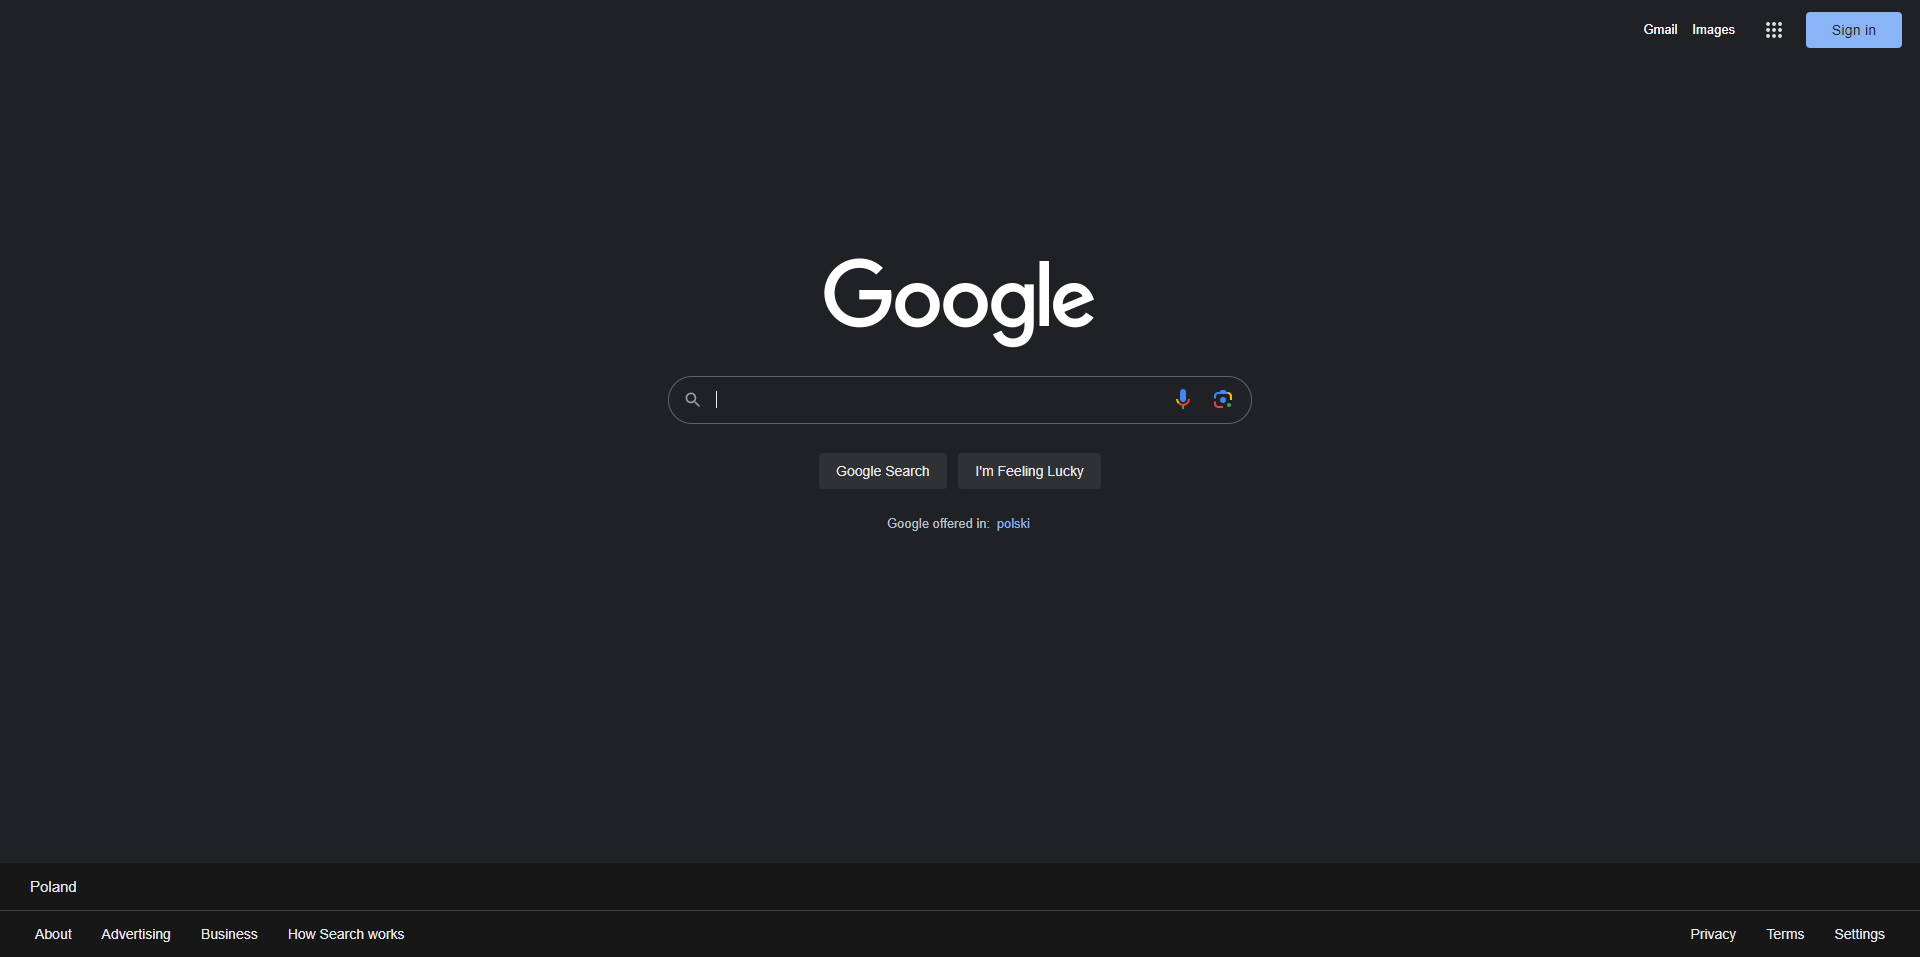 Gmail Images Sign in
Google
Google Search I'm Feeling Lucky
Google offered in: polski
Poland
About Advertising Business How Search works Privacy Terms Settings